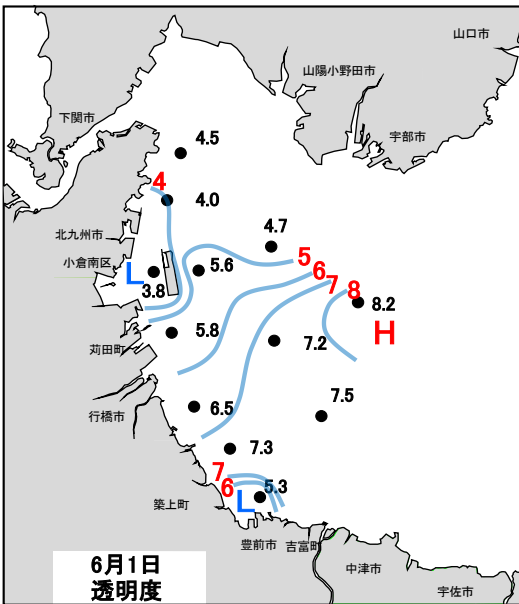 山口市
山陽小野田市
下関市
宇部市
4.5
4
4.0
北九州市
4.7
小倉南区
5
5.6
6
L
7
3.8
8
8.2
H
5.8
7.2
苅田町
行橋市
6.5
7.5
7.3
7
6
5.3
L
築上町
豊前市
吉富町
中津市
宇佐市
6月1日
透明度